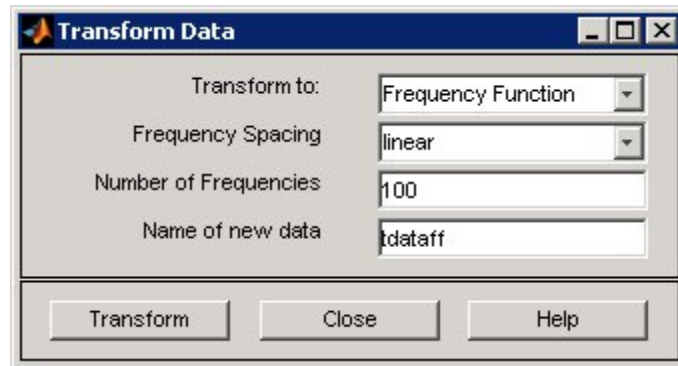 Transform Data
Transform to: Frequency Function
Frequency Spacing linear
Number of Frequencies 100
Name of new data tdataff
Transform Close Help